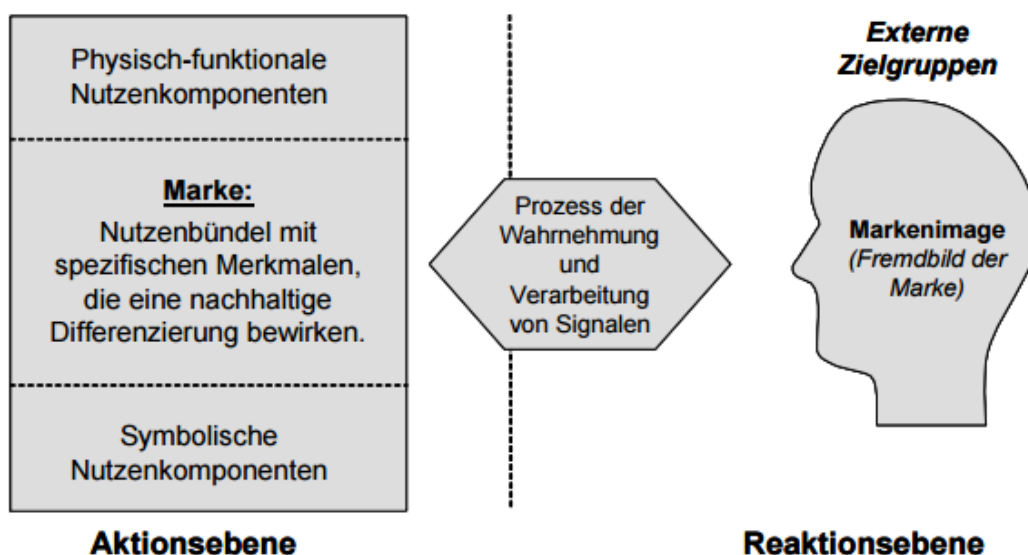 Physisch-funktionale
Nutzenkomponenten
Marke:
Nutzenbündel mit
spezifischen Merkmalen,
die eine nachhaltige
Differenzierung bewirken.
Symbolische
Nutzenkomponenten
Aktionsebene
Prozess der
Wahrnehmung
und
Verarbeitung
von Signalen
Externe
Zielgruppen
Markenimage
(Fremdbild der
Marke)
Reaktionsebene